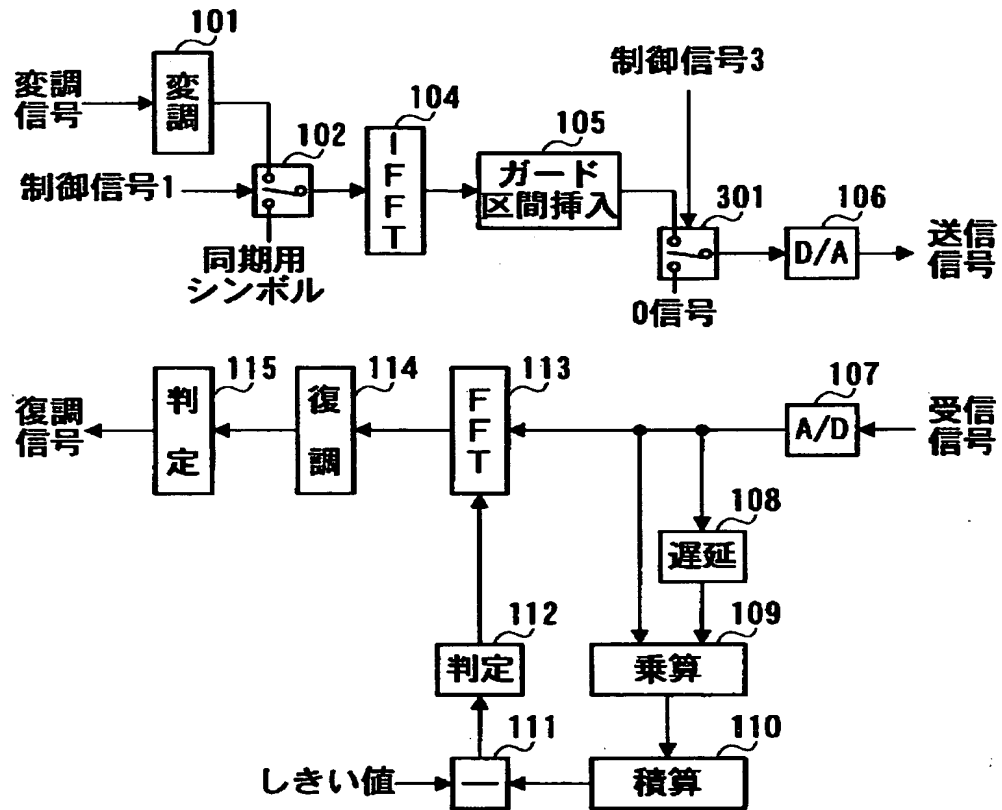 101
変調
信号
変
調
制御信号1
102
同期用
シンボル
104
I
F
F
T
105
ガード
区間挿入
制御信号3
301
0信号
106
D/A
送信
信号
復調
信号
115
判
定
114
復
調
113
F
F
T
107
A/D
受信
信号
108
遅延
109
乗算
112
判定
111
しきい値
—
110
積算